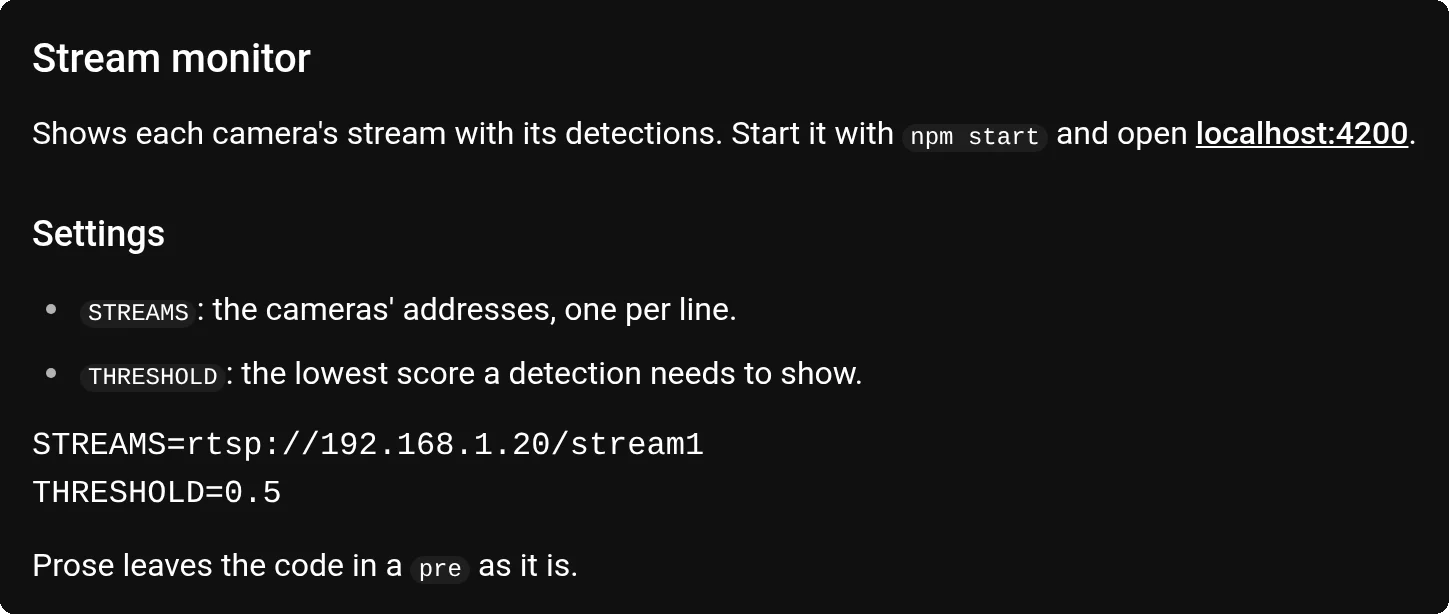 Stream monitor
Shows each camera's stream with its detections. Start it with npm start and open localhost:4200.
Settings
STREAMS: the cameras' addresses, one per line.
THRESHOLD: the lowest score a detection needs to show.
STREAMS=rtsp://192.168.1.20/stream1
THRESHOLD=0.5
Prose leaves the code in a pre as it is.